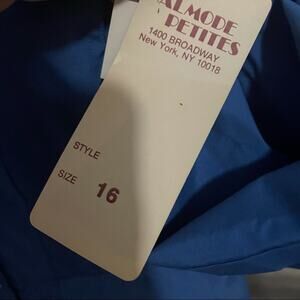 ALMODE
PETITES
1400 BROADWAY
New York, NY 10018
STYLE
SIZE 16